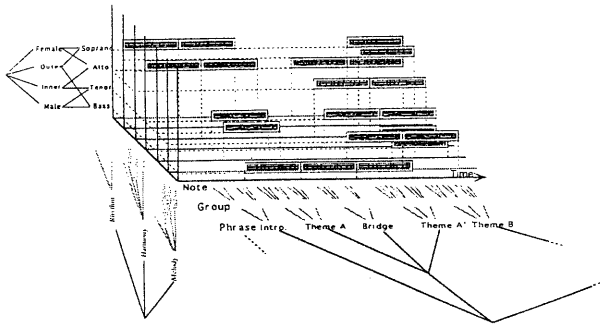 Female Soprano
Outer Alto
Inner Tenor
Male Bass
Time
Note
Group
Phrase Intro. Theme A Bridge Theme A' Theme B
Rhythm
Harmony
Melody